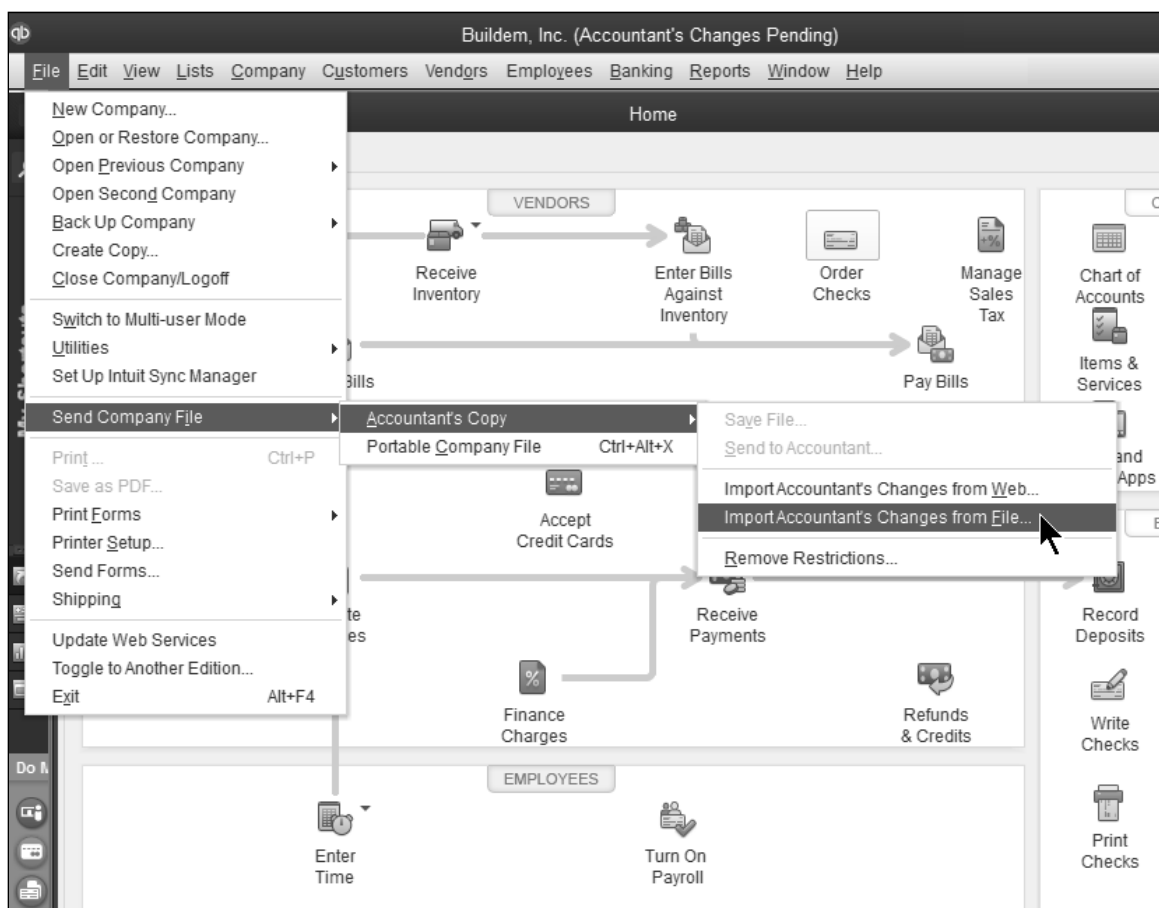 qb
Buildem, Inc. (Accountant's Changes Pending)
File Edit View Lists Company Customers Vendors Employees Banking Reports Window Help
Home
New Company...
Open or Restore Company...
Open Previous Company
Open Second Company
Back Up Company
Create Copy...
Close Company/Logoff
Switch to Multi-user Mode
Utilities
Set Up Intuit Sync Manager
Send Company File
Print ... Ctrl+P
Save as PDF...
Print Forms
Printer Setup...
Send Forms...
Shipping
Update Web Services
Toggle to Another Edition...
Exit Alt+F4
Accountant's Copy
Portable Company File Ctrl+Alt+X
Save File...
Send to Accountant...
Import Accountant's Changes from Web...
Import Accountant's Changes from File...
Remove Restrictions...
VENDORS
Receive
Inventory
Enter Bills
Against
Inventory
Order
Checks
Manage
Sales
Tax
Bills
Pay Bills
Accept
Credit Cards
Receive
Payments
Finance
Charges
Refunds
& Credits
EMPLOYEES
Enter
Time
Turn On
Payroll
Chart of
Accounts
Items &
Services
and
Apps
Record
Deposits
Write
Checks
Print
Checks
Do